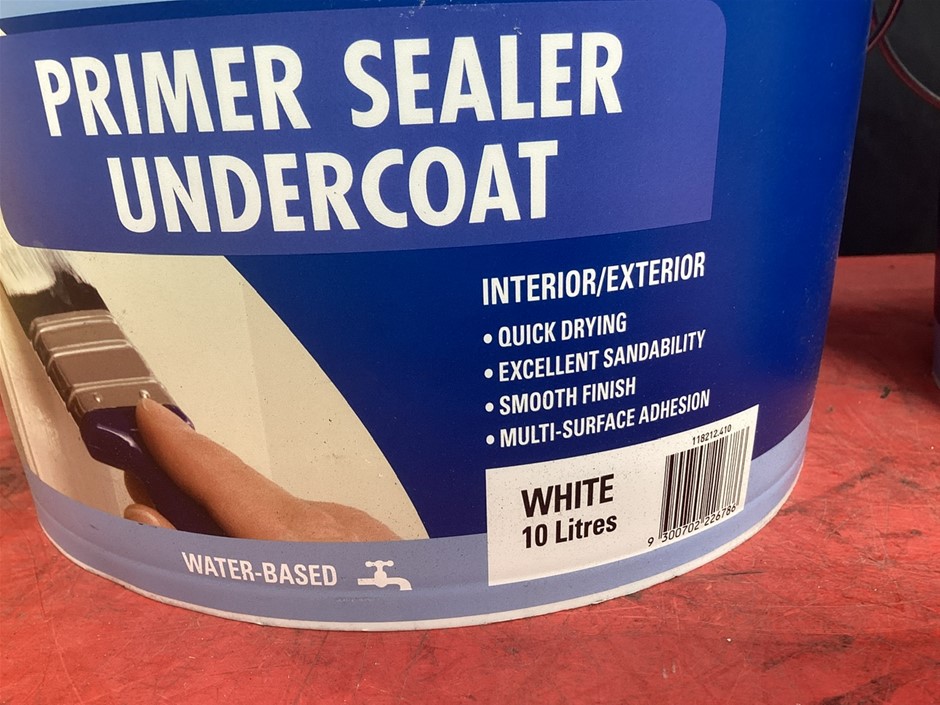 PRIMER SEALER
UNDERCOAT
INTERIOR/EXTERIOR
• QUICK DRYING
• EXCELLENT SANDABILITY
• SMOOTH FINISH
• MULTI-SURFACE ADHESION
118212.410
WHITE
10 Litres
9 300702 226786
WATER-BASED